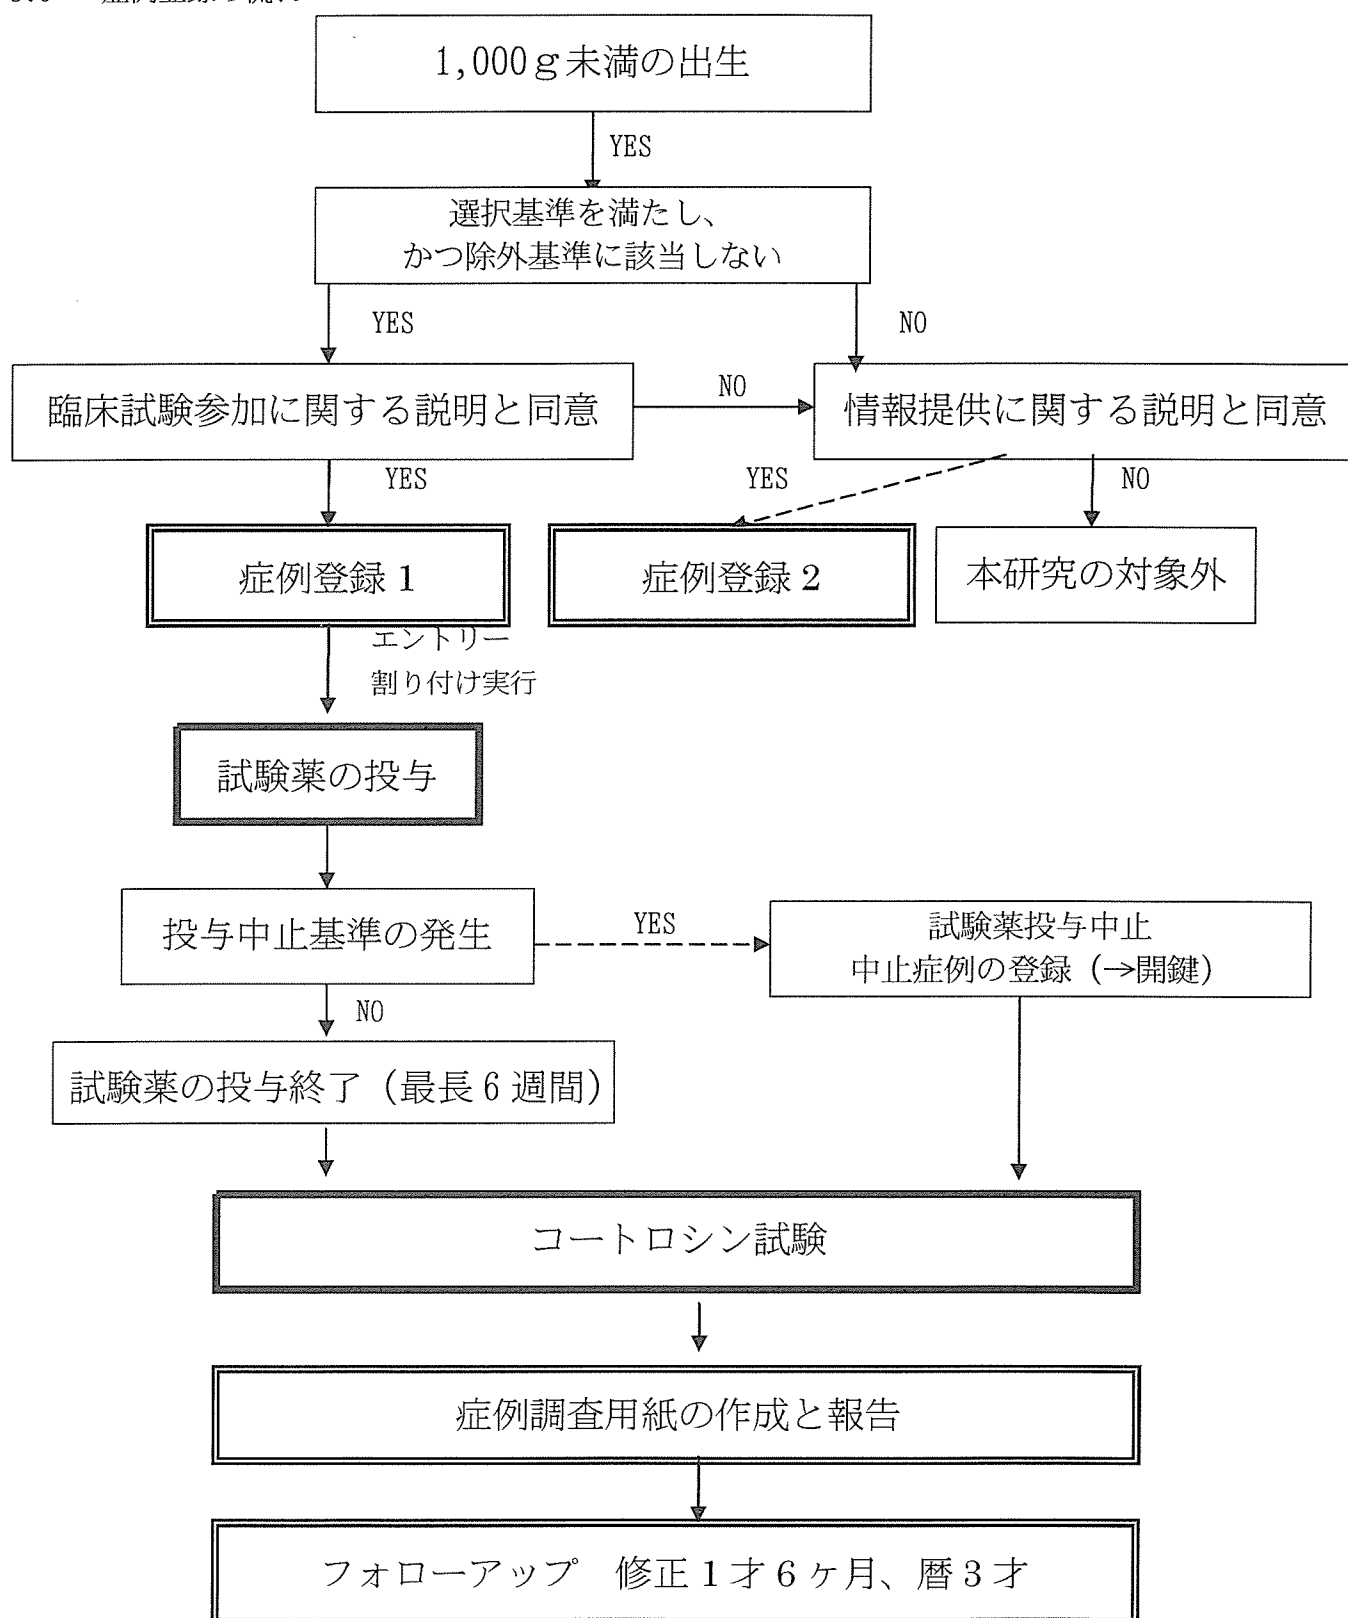 1,000ｇ未満の出生
YES
選択基準を満たし、
かつ除外基準に該当しない
YES
NO
臨床試験参加に関する説明と同意
NO
情報提供に関する説明と同意
YES
YES
NO
症例登録 1
症例登録 2
本研究の対象外
エントリー
割り付け実行
試験薬の投与
投与中止基準の発生
YES
試験薬投与中止
中止症例の登録（→開鍵）
NO
試験薬の投与終了（最長 6 週間）
コートロシン試験
症例調査用紙の作成と報告
フォローアップ　修正 1 才 6 ヶ月、暦 3 才